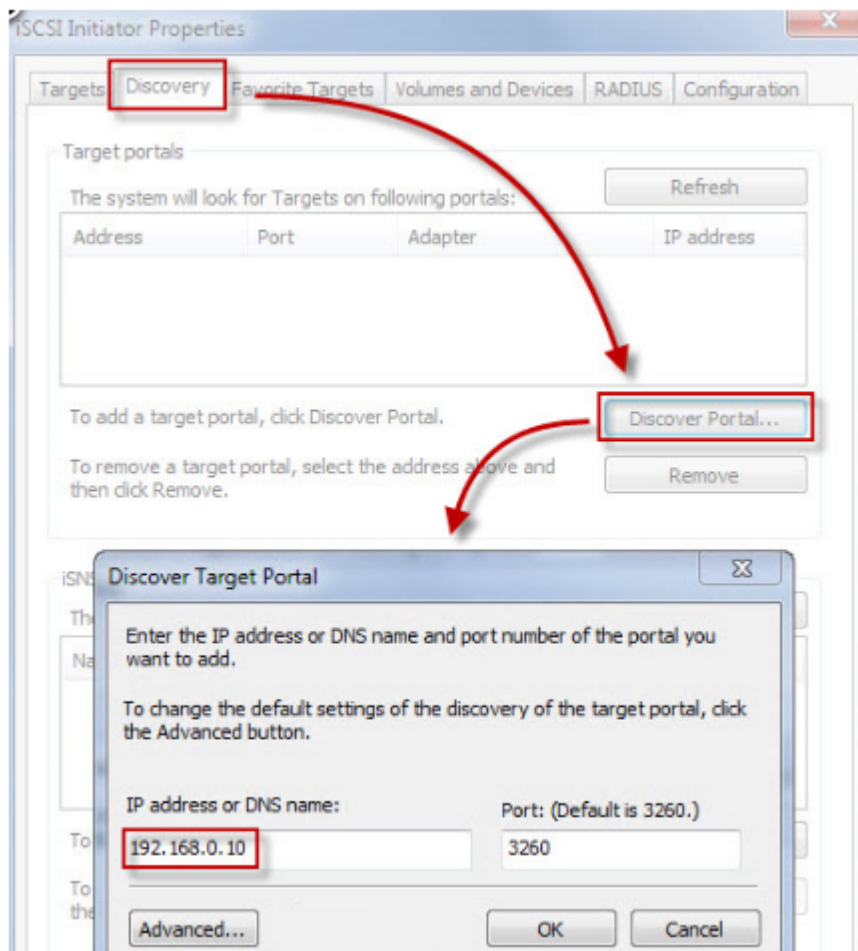 iSCSI Initiator Properties
Targets Discovery Favorite Targets Volumes and Devices RADIUS Configuration
Target portals
The system will look for Targets on following portals:
Refresh
Address Port Adapter IP address
To add a target portal, click Discover Portal.
Discover Portal...
To remove a target portal, select the address above and
then click Remove.
Remove
iSNS
Discover Target Portal
Enter the IP address or DNS name and port number of the portal you
want to add.
To change the default settings of the discovery of the target portal, click
the Advanced button.
IP address or DNS name:
Port: (Default is 3260.)
192.168.0.10
3260
To
To
the
Advanced...
OK
Cancel